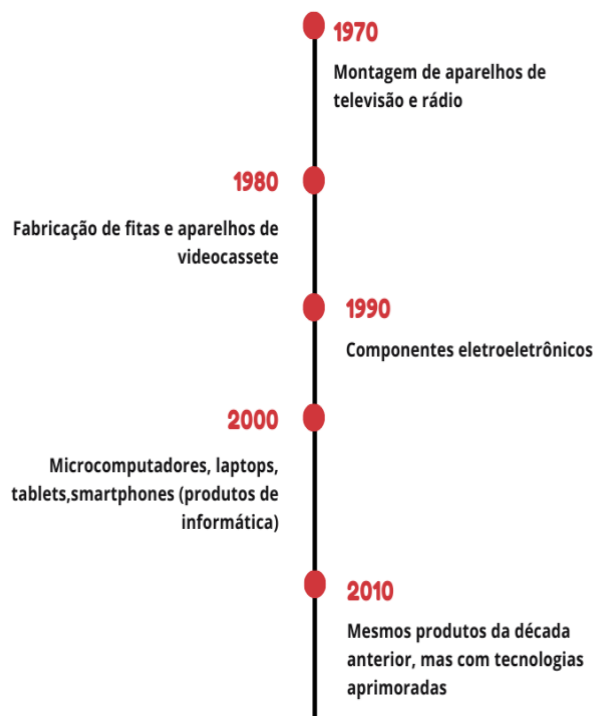 1970
Montagem de aparelhos de
televisão e rádio
1980
Fabricação de fitas e aparelhos de
videocassete
1990
Componentes eletroeletrônicos
2000
Microcomputadores, laptops,
tablets,smartphones (produtos de
informática)
2010
Mesmos produtos da década
anterior, mas com tecnologias
aprimoradas